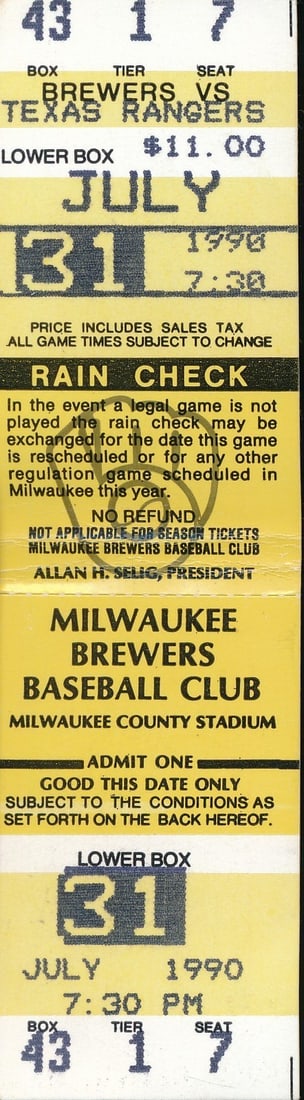 43 1 7
BOX TIER SEAT
BREWERS VS
TEXAS RANGERS
LOWER BOX $11.00
JULY
31 1990
7:30
PRICE INCLUDES SALES TAX
ALL GAME TIMES SUBJECT TO CHANGE
RAIN CHECK
In the event a legal game is not
played the rain check may be
exchanged for the date this game
is rescheduled or for any other
regulation game scheduled in
Milwaukee this year.
NO REFUND
NOT APPLICABLE FOR SEASON TICKETS
MILWAUKEE BREWERS BASEBALL CLUB
ALLAN H. SELIG, PRESIDENT
MILWAUKEE
BREWERS
BASEBALL CLUB
MILWAUKEE COUNTY STADIUM
ADMIT ONE
GOOD THIS DATE ONLY
SUBJECT TO THE CONDITIONS AS
SET FORTH ON THE BACK HEREOF.
LOWER BOX
31
JULY 1990
7:30 PM
BOX TIER SEAT
43 1 7